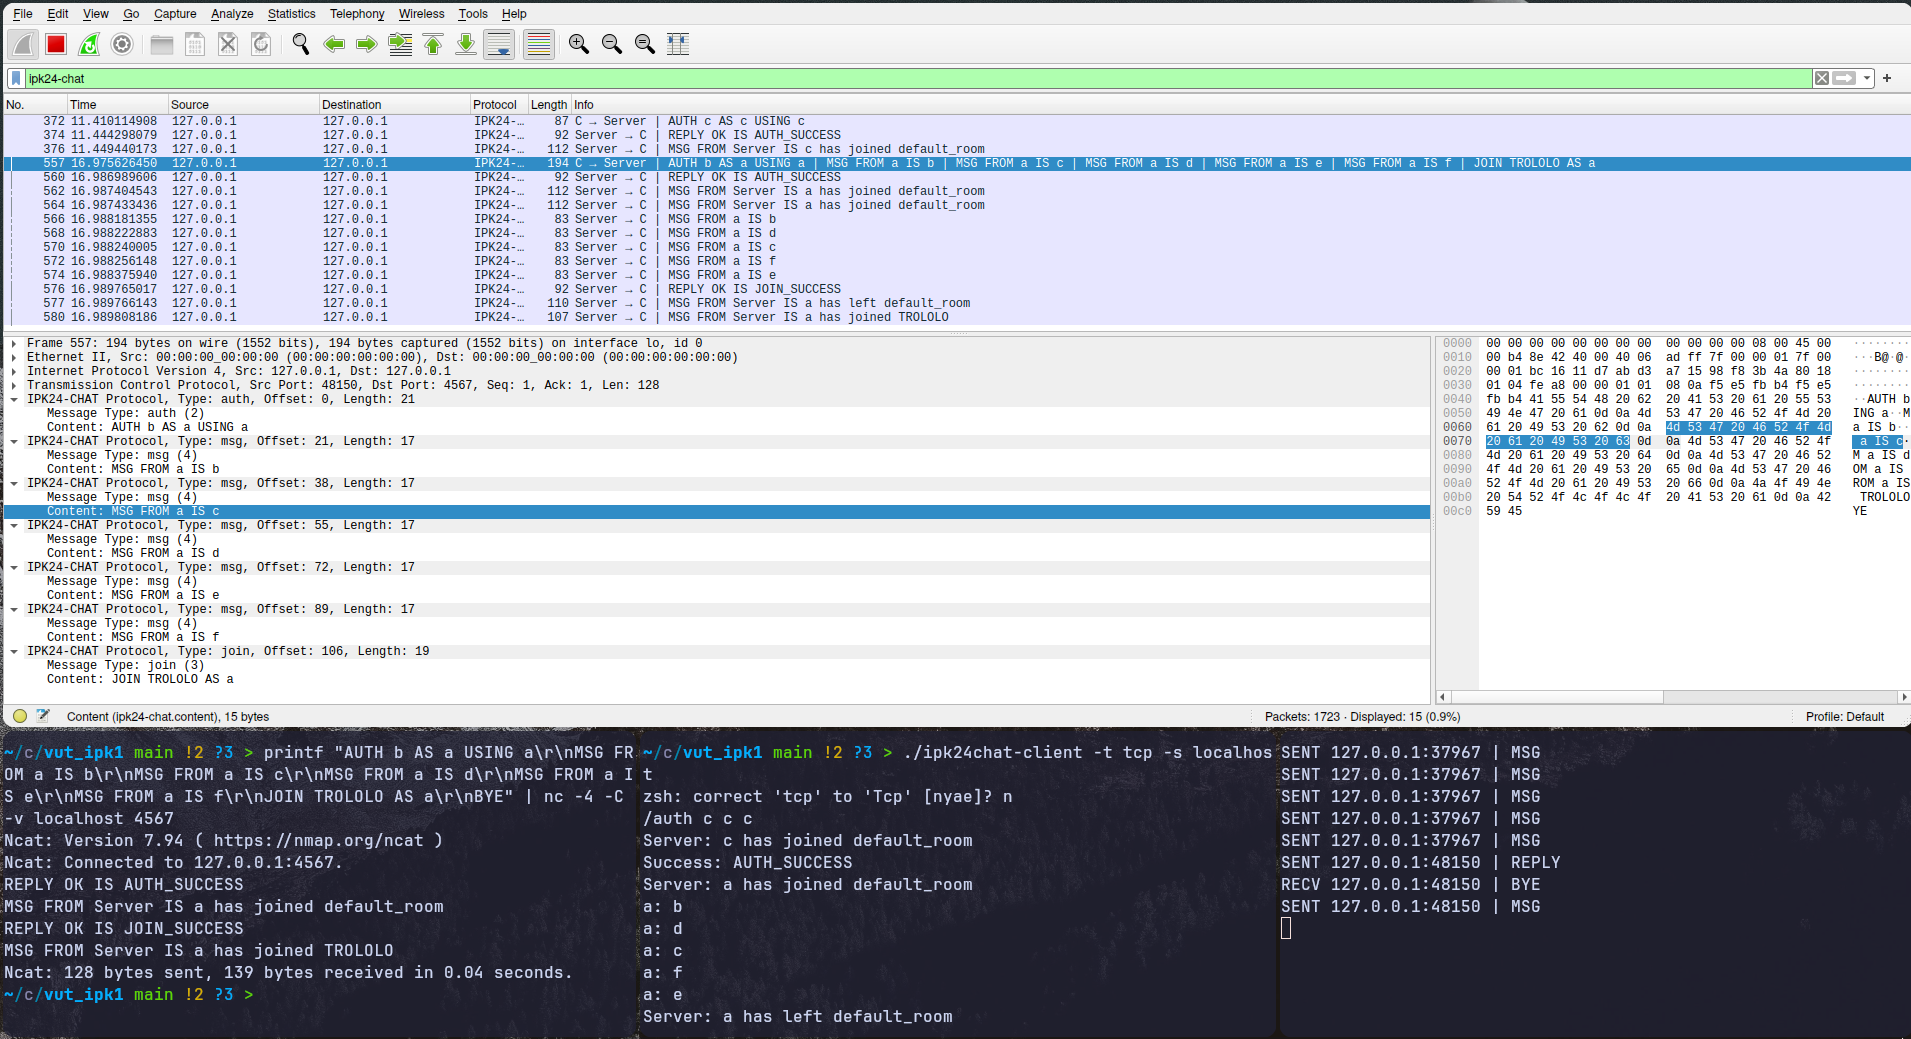 File Edit View Go Capture Analyze Statistics Telephony Wireless Tools Help
ipk24-chat
No. Time Source Destination Protocol Length Info
372 11.410114908 127.0.0.1 127.0.0.1 IPK24-… 87 C → Server | AUTH c AS c USING c
374 11.444298079 127.0.0.1 127.0.0.1 IPK24-… 92 Server → C | REPLY OK IS AUTH_SUCCESS
376 11.449440173 127.0.0.1 127.0.0.1 IPK24-… 112 Server → C | MSG FROM Server IS c has joined default_room
557 16.975626450 127.0.0.1 127.0.0.1 IPK24-… 194 C → Server | AUTH b AS a USING a | MSG FROM a IS b | MSG FROM a IS c | MSG FROM a IS d | MSG FROM a IS e | MSG FROM a IS f | JOIN TROLOLO AS a
560 16.986989606 127.0.0.1 127.0.0.1 IPK24-… 92 Server → C | REPLY OK IS AUTH_SUCCESS
562 16.987404543 127.0.0.1 127.0.0.1 IPK24-… 112 Server → C | MSG FROM Server IS a has joined default_room
564 16.987433436 127.0.0.1 127.0.0.1 IPK24-… 112 Server → C | MSG FROM Server IS a has joined default_room
566 16.988181355 127.0.0.1 127.0.0.1 IPK24-… 83 Server → C | MSG FROM a IS b
568 16.988222883 127.0.0.1 127.0.0.1 IPK24-… 83 Server → C | MSG FROM a IS d
570 16.988240005 127.0.0.1 127.0.0.1 IPK24-… 83 Server → C | MSG FROM a IS c
572 16.988256148 127.0.0.1 127.0.0.1 IPK24-… 83 Server → C | MSG FROM a IS f
574 16.988375940 127.0.0.1 127.0.0.1 IPK24-… 83 Server → C | MSG FROM a IS e
576 16.989765017 127.0.0.1 127.0.0.1 IPK24-… 92 Server → C | REPLY OK IS JOIN_SUCCESS
577 16.989766143 127.0.0.1 127.0.0.1 IPK24-… 110 Server → C | MSG FROM Server IS a has left default_room
580 16.989808186 127.0.0.1 127.0.0.1 IPK24-… 107 Server → C | MSG FROM Server IS a has joined TROLOLO
Frame 557: 194 bytes on wire (1552 bits), 194 bytes captured (1552 bits) on interface lo, id 0
Ethernet II, Src: 00:00:00_00:00:00 (00:00:00:00:00:00), Dst: 00:00:00_00:00:00 (00:00:00:00:00:00)
Internet Protocol Version 4, Src: 127.0.0.1, Dst: 127.0.0.1
Transmission Control Protocol, Src Port: 48150, Dst Port: 4567, Seq: 1, Ack: 1, Len: 128
IPK24-CHAT Protocol, Type: auth, Offset: 0, Length: 21
Message Type: auth (2)
Content: AUTH b AS a USING a
IPK24-CHAT Protocol, Type: msg, Offset: 21, Length: 17
Message Type: msg (4)
Content: MSG FROM a IS b
IPK24-CHAT Protocol, Type: msg, Offset: 38, Length: 17
Message Type: msg (4)
Content: MSG FROM a IS c
IPK24-CHAT Protocol, Type: msg, Offset: 55, Length: 17
Message Type: msg (4)
Content: MSG FROM a IS d
IPK24-CHAT Protocol, Type: msg, Offset: 72, Length: 17
Message Type: msg (4)
Content: MSG FROM a IS e
IPK24-CHAT Protocol, Type: msg, Offset: 89, Length: 17
Message Type: msg (4)
Content: MSG FROM a IS f
IPK24-CHAT Protocol, Type: join, Offset: 106, Length: 19
Message Type: join (3)
Content: JOIN TROLOLO AS a
0000 00 00 00 00 00 00 00 00 00 00 00 00 08 00 45 00 ·········
0010 00 b4 8e 42 40 00 40 06 ad ff 7f 00 00 01 7f 00 ···B@·@·
0020 00 01 bc 16 11 d7 ab d3 a7 15 98 f8 3b 4a 80 18 ·········
0030 01 04 fe a8 00 00 01 01 08 0a f5 e5 fb b4 f5 e5 ·········
0040 fb b4 41 55 54 48 20 62 20 41 53 20 61 20 55 53 ··AUTH b
0050 49 4e 47 20 61 0d 0a 4d 53 47 20 46 52 4f 4d 20 ING a··M
0060 61 20 49 53 20 62 0d 0a 4d 53 47 20 46 52 4f 4d a IS b··
0070 20 61 20 49 53 20 63 0d 0a 4d 53 47 20 46 52 4f a IS c·
0080 4d 20 61 20 49 53 20 64 0d 0a 4d 53 47 20 46 52 M a IS d
0090 4f 4d 20 61 20 49 53 20 65 0d 0a 4d 53 47 20 46 OM a IS
00a0 52 4f 4d 20 61 20 49 53 20 66 0d 0a 4a 4f 49 4e ROM a IS
00b0 20 54 52 4f 4c 4f 4c 4f 20 41 53 20 61 0d 0a 42 TROLOLO
00c0 59 45 YE
Content (ipk24-chat.content), 15 bytes
Packets: 1723 · Displayed: 15 (0.9%)
Profile: Default
~/c/vut_ipk1 main !2 ?3 > printf "AUTH b AS a USING a\r\nMSG FR
OM a IS b\r\nMSG FROM a IS c\r\nMSG FROM a IS d\r\nMSG FROM a I
S e\r\nMSG FROM a IS f\r\nJOIN TROLOLO AS a\r\nBYE" | nc -4 -C
-v localhost 4567
Ncat: Version 7.94 ( https://nmap.org/ncat )
Ncat: Connected to 127.0.0.1:4567.
REPLY OK IS AUTH_SUCCESS
MSG FROM Server IS a has joined default_room
REPLY OK IS JOIN_SUCCESS
MSG FROM Server IS a has joined TROLOLO
Ncat: 128 bytes sent, 139 bytes received in 0.04 seconds.
~/c/vut_ipk1 main !2 ?3 >
~/c/vut_ipk1 main !2 ?3 > ./ipk24chat-client -t tcp -s localhos
t
zsh: correct 'tcp' to 'Tcp' [nyae]? n
/auth c c c
Server: c has joined default_room
Success: AUTH_SUCCESS
Server: a has joined default_room
a: b
a: d
a: c
a: f
a: e
Server: a has left default_room
SENT 127.0.0.1:37967 | MSG
SENT 127.0.0.1:37967 | MSG
SENT 127.0.0.1:37967 | MSG
SENT 127.0.0.1:37967 | MSG
SENT 127.0.0.1:37967 | MSG
SENT 127.0.0.1:48150 | REPLY
RECV 127.0.0.1:48150 | BYE
SENT 127.0.0.1:48150 | MSG